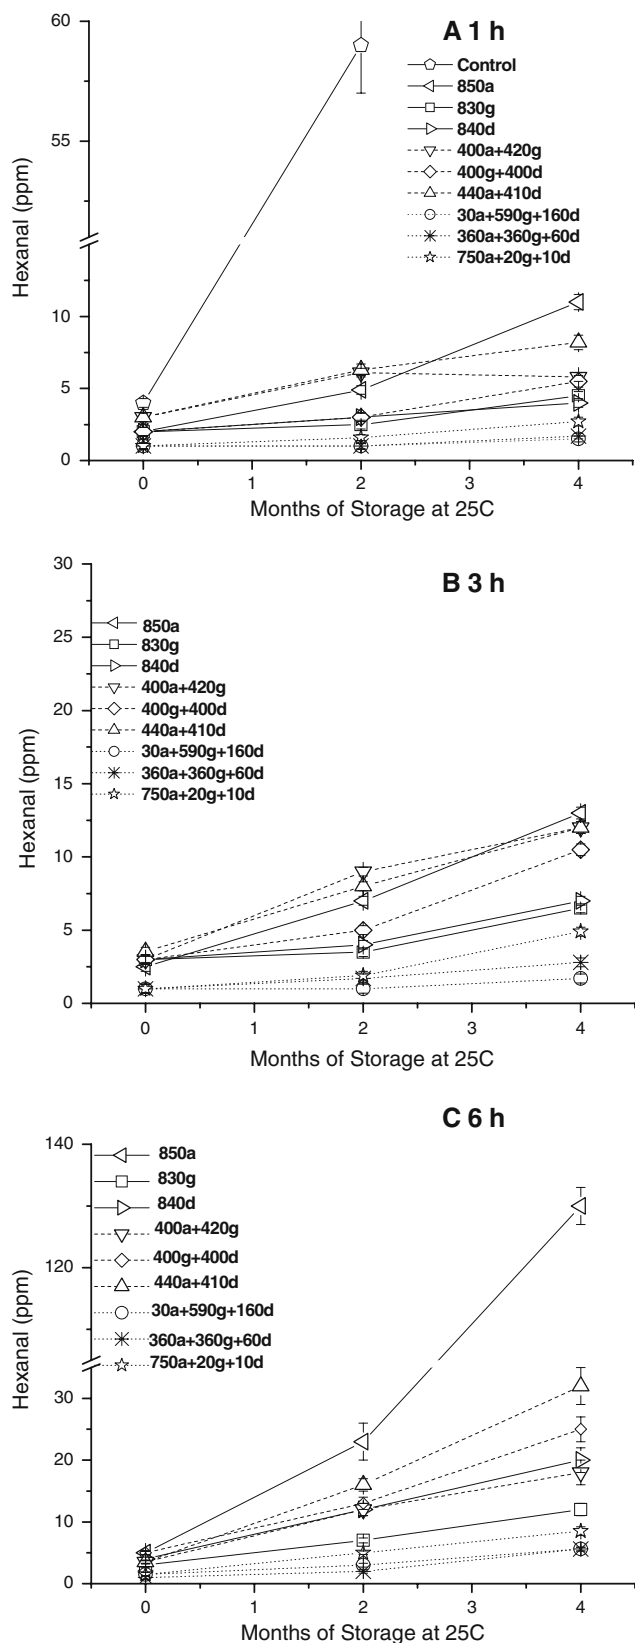 A 1 h
Control
850a
830g
840d
400a+420g
400g+400d
440a+410d
30a+590g+160d
360a+360g+60d
750a+20g+10d
Hexanal (ppm)
60
55
10
5
0
0 1 2 3 4
Months of Storage at 25C
B 3 h
850a
830g
840d
400a+420g
400g+400d
440a+410d
30a+590g+160d
360a+360g+60d
750a+20g+10d
Hexanal (ppm)
30
25
20
15
10
5
0
0 1 2 3 4
Months of Storage at 25C
C 6 h
850a
830g
840d
400a+420g
400g+400d
440a+410d
30a+590g+160d
360a+360g+60d
750a+20g+10d
Hexanal (ppm)
140
120
30
20
10
0
0 1 2 3 4
Months of Storage at 25C